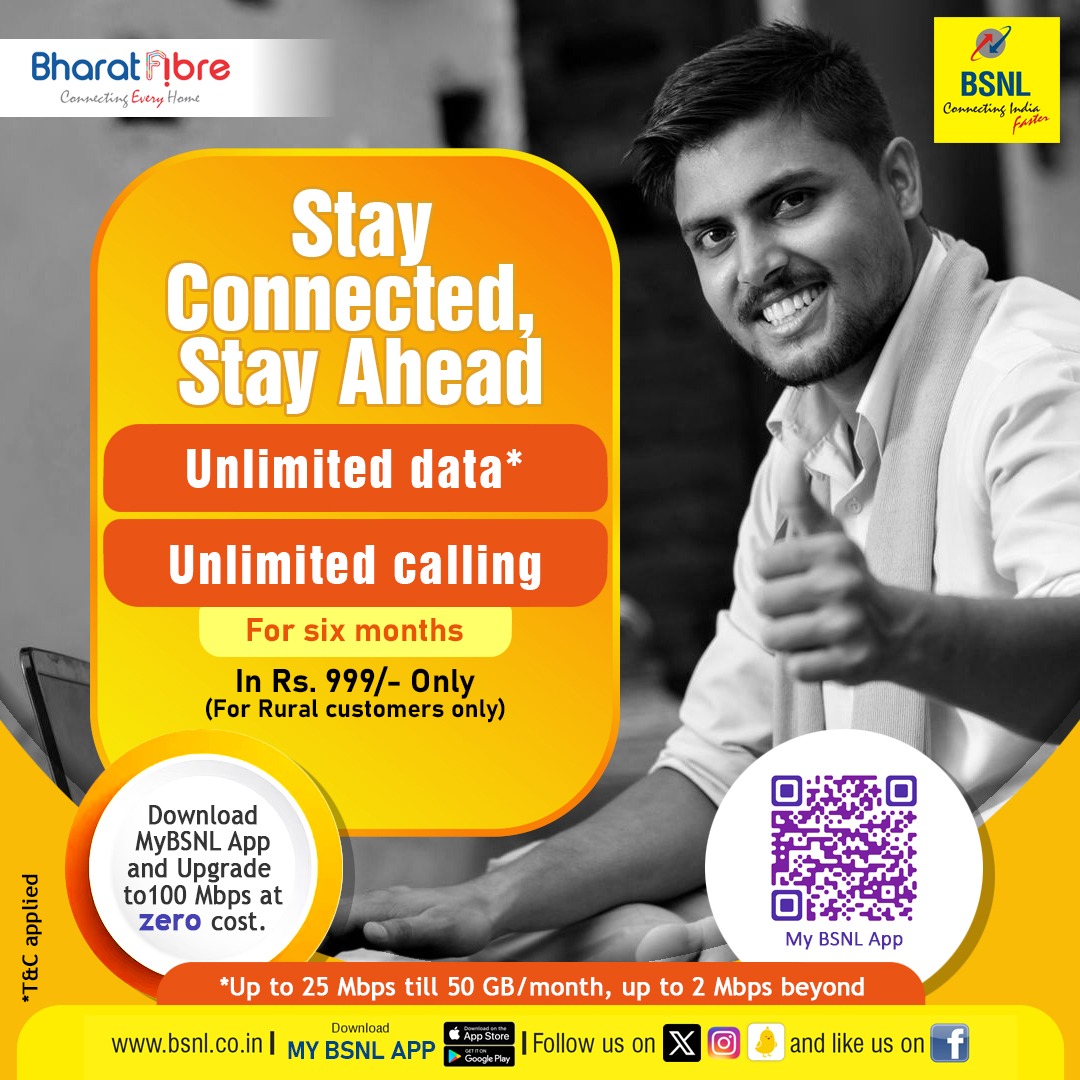 Bharat Fibre
Connecting Every Home
BSNL
Connecting India
Faster
Stay
Connected,
Stay Ahead
Unlimited data*
Unlimited calling
For six months
In Rs. 999/- Only
(For Rural customers only)
Download
MyBSNL App
and Upgrade
to100 Mbps at
zero cost.
My BSNL App
*T&C applied
*Up to 25 Mbps till 50 GB/month, up to 2 Mbps beyond
www.bsnl.co.in | Download MY BSNL APP Download on the App Store GET IT ON Google Play | Follow us on X and like us on f